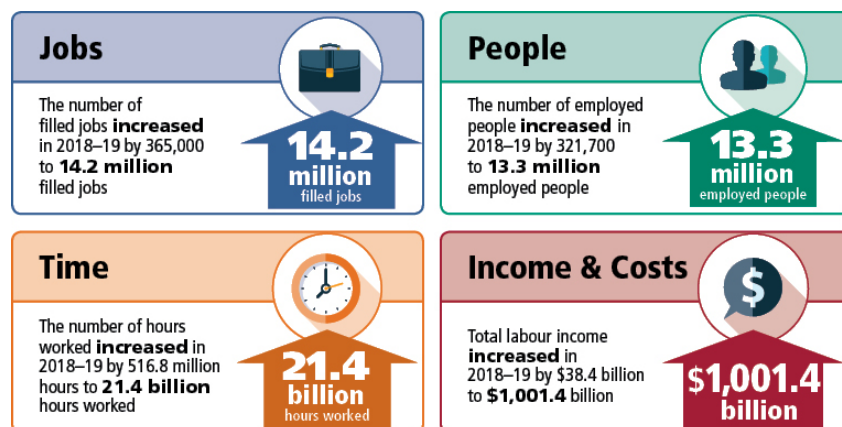 Jobs
The number of
filled jobs increased
in 2018–19 by 365,000
to 14.2 million
filled jobs
14.2
million
filled jobs
People
The number of employed
people increased in
2018–19 by 321,700
to 13.3 million
employed people
13.3
million
employed people
Time
The number of hours
worked increased in
2018–19 by 516.8 million
hours to 21.4 billion
hours worked
21.4
billion
hours worked
Income & Costs
Total labour income
increased in
2018–19 by $38.4 billion
to $1,001.4 billion
$
$1,001.4
billion